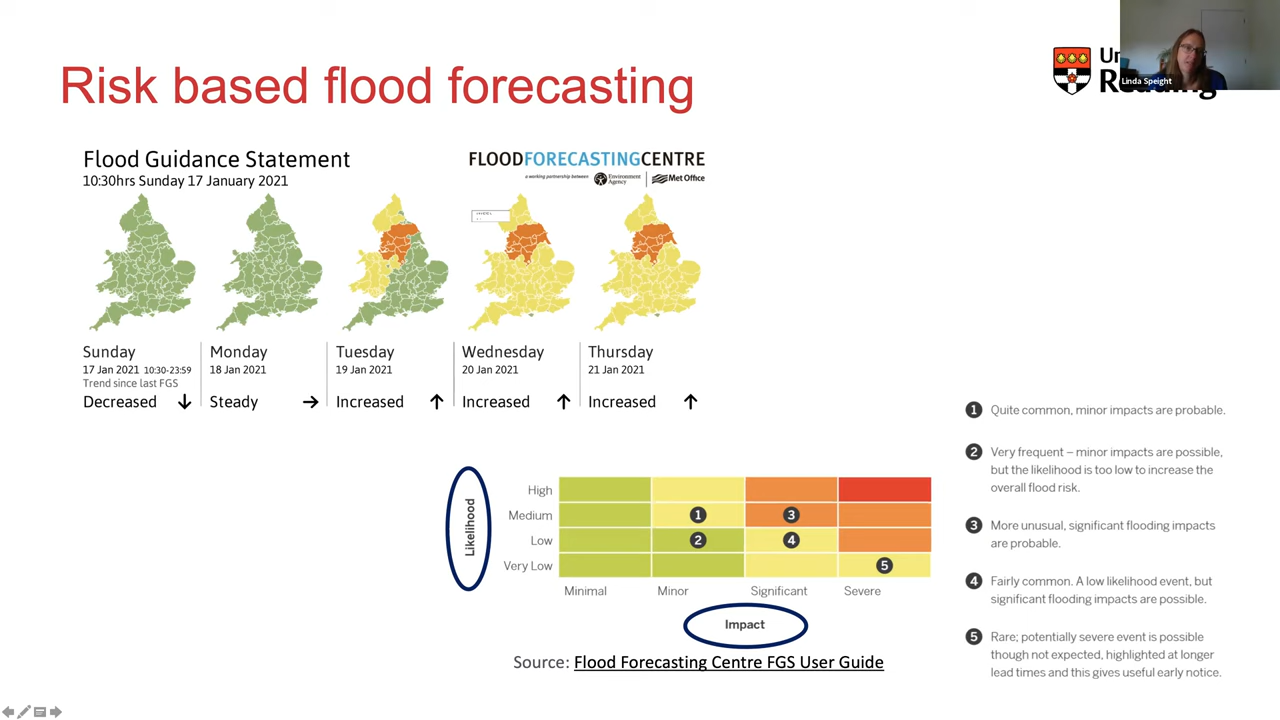 Risk based flood forecasting
Linda Speight
Flood Guidance Statement
10:30hrs Sunday 17 January 2021
FLOODFORECASTINGCENTRE
a working partnership between
Environment
Agency
Met Office
Sunday
17 Jan 2021 10:30-23:59
Trend since last FGS
Decreased ↓
Monday
18 Jan 2021
Steady →
Tuesday
19 Jan 2021
Increased ↑
Wednesday
20 Jan 2021
Increased ↑
Thursday
21 Jan 2021
Increased ↑
Likelihood
High
Medium
Low
Very Low
1
3
2
4
5
Minimal
Minor
Significant
Severe
Impact
Source: Flood Forecasting Centre FGS User Guide
1 Quite common, minor impacts are probable.
2 Very frequent – minor impacts are possible,
but the likelihood is too low to increase the
overall flood risk.
3 More unusual, significant flooding impacts
are probable.
4 Fairly common. A low likelihood event, but
significant flooding impacts are possible.
5 Rare; potentially severe event is possible
though not expected, highlighted at longer
lead times and this gives useful early notice.